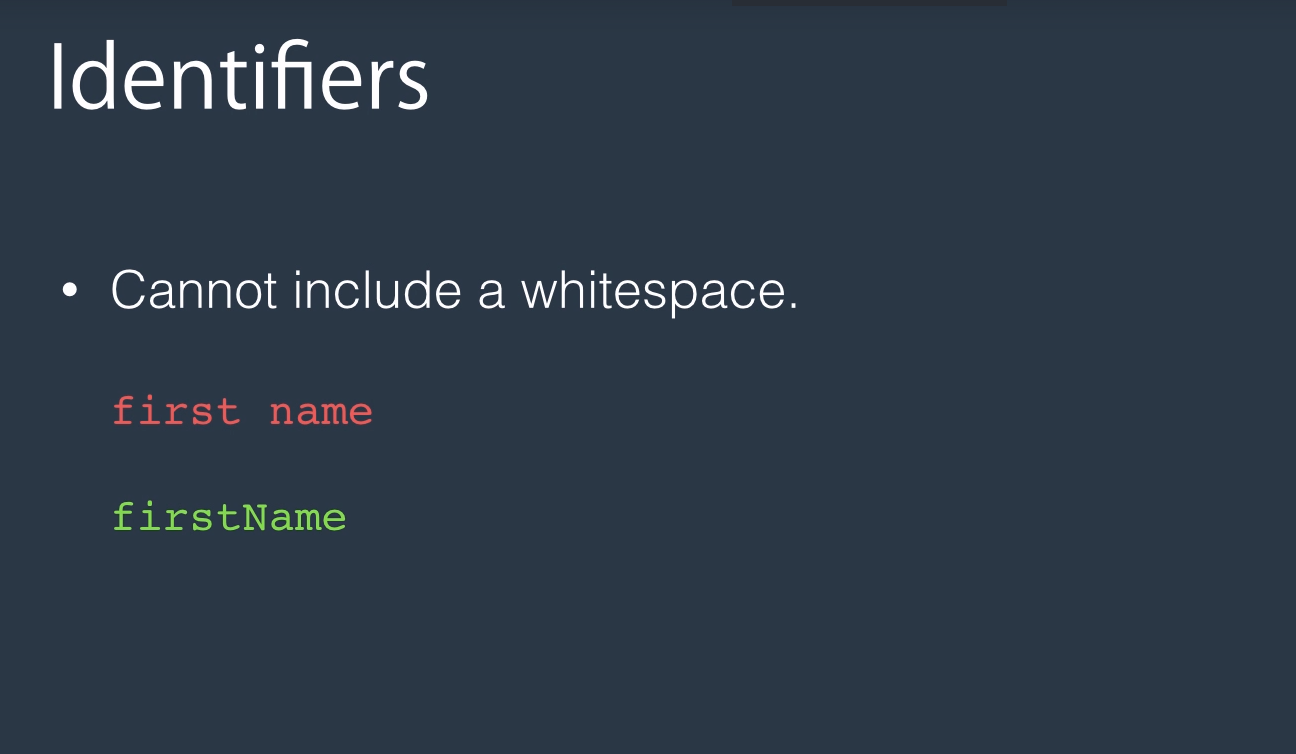 Identifiers
• Cannot include a whitespace.
first name
firstName